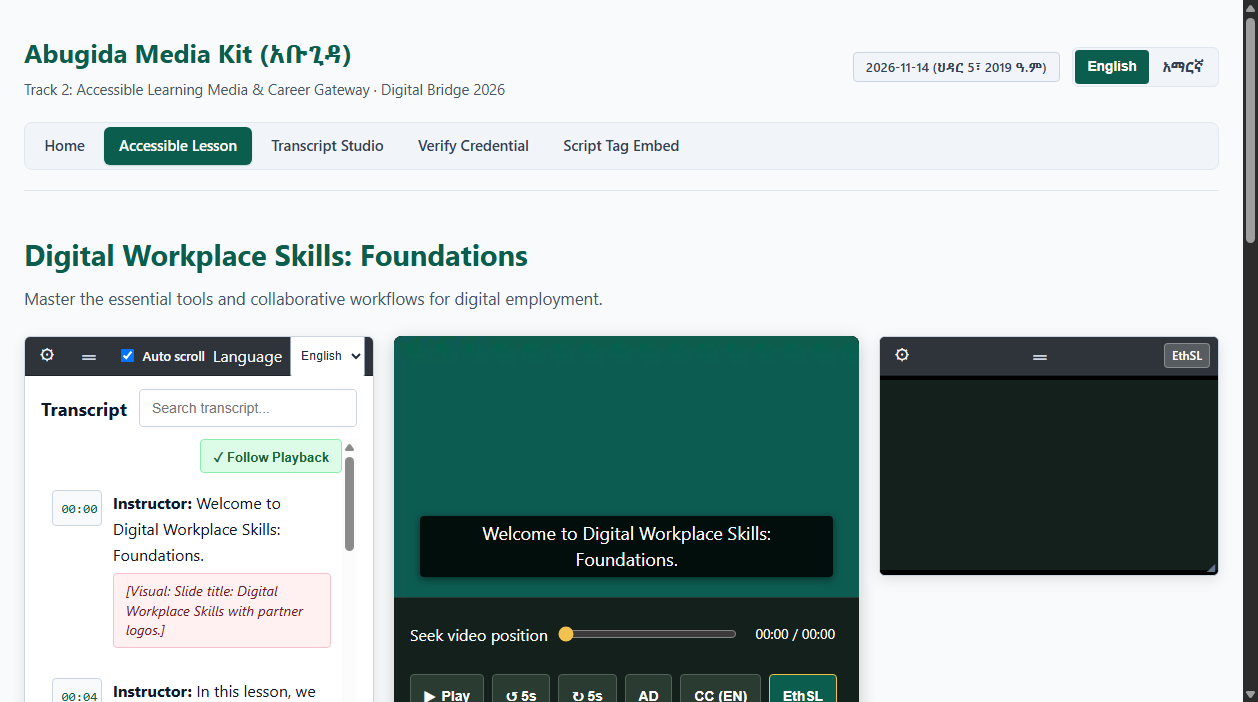 Abugida Media Kit (አቡጊዳ)
Track 2: Accessible Learning Media & Career Gateway · Digital Bridge 2026
2026-11-14 (ህዳር 5፣ 2019 ዓ.ም)
English
አማርኛ
Home
Accessible Lesson
Transcript Studio
Verify Credential
Script Tag Embed
Digital Workplace Skills: Foundations
Master the essential tools and collaborative workflows for digital employment.
Auto scroll
Language
English
Transcript
Search transcript...
✓ Follow Playback
00:00
Instructor: Welcome to
Digital Workplace Skills:
Foundations.
[Visual: Slide title: Digital
Workplace Skills with partner
logos.]
00:04
Instructor: In this lesson, we
Welcome to Digital Workplace Skills:
Foundations.
Seek video position
00:00 / 00:00
▶ Play
↺ 5s
↻ 5s
AD
CC (EN)
EthSL
EthSL